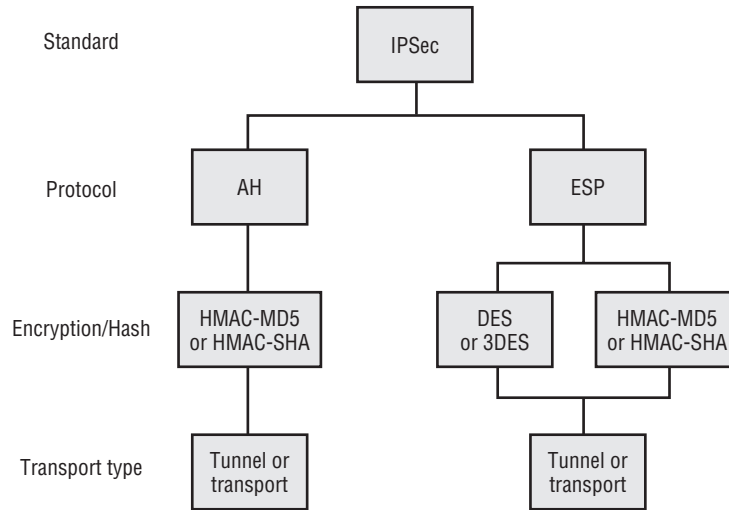 Standard
IPSec
Protocol
AH
ESP
Encryption/Hash
HMAC-MD5
or HMAC-SHA
DES
or 3DES
HMAC-MD5
or HMAC-SHA
Transport type
Tunnel or
transport
Tunnel or
transport